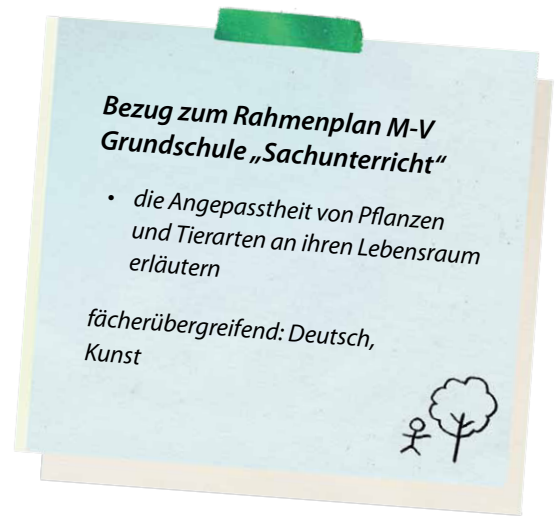 Bezug zum Rahmenplan M-V
Grundschule „Sachunterricht“
• die Angepasstheit von Pflanzen
und Tierarten an ihren Lebensraum
erläutern
fächerübergreifend: Deutsch,
Kunst